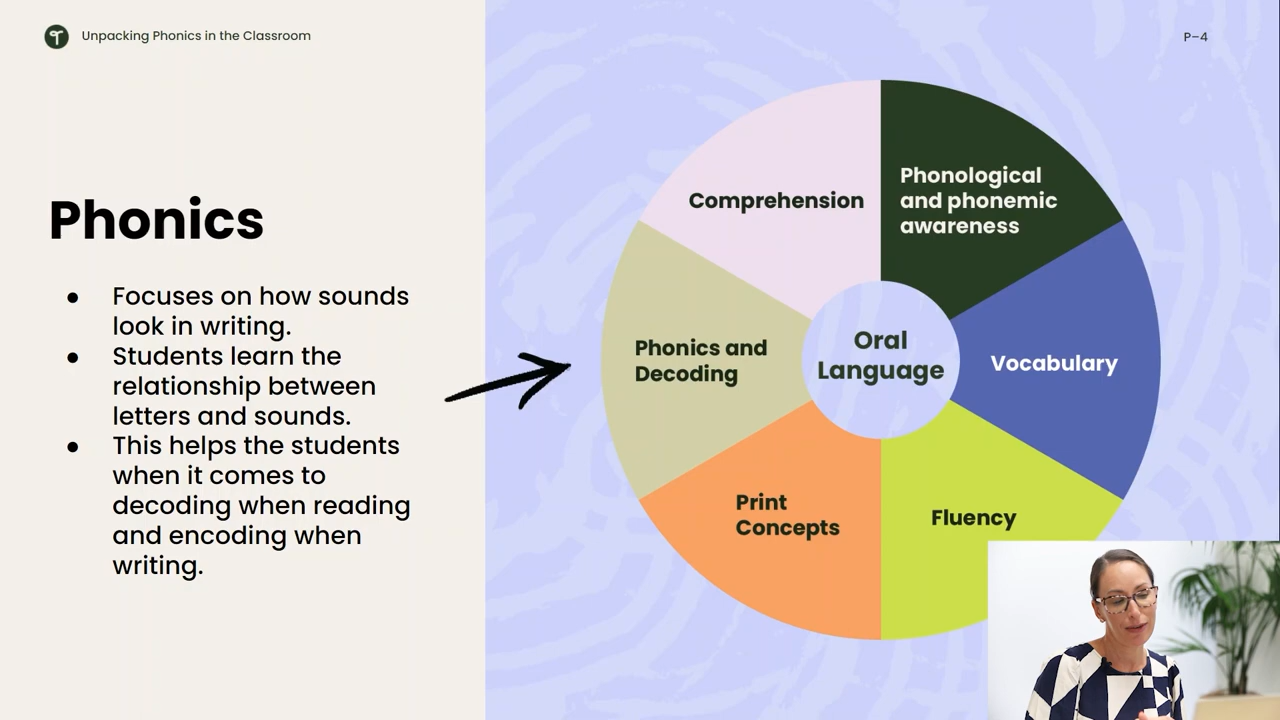 Unpacking Phonics in the Classroom
P–4
Phonics
● Focuses on how sounds
look in writing.
● Students learn the
relationship between
letters and sounds.
● This helps the students
when it comes to
decoding when reading
and encoding when
writing.
Comprehension
Phonological
and phonemic
awareness
Phonics and
Decoding
Oral
Language
Vocabulary
Print
Concepts
Fluency